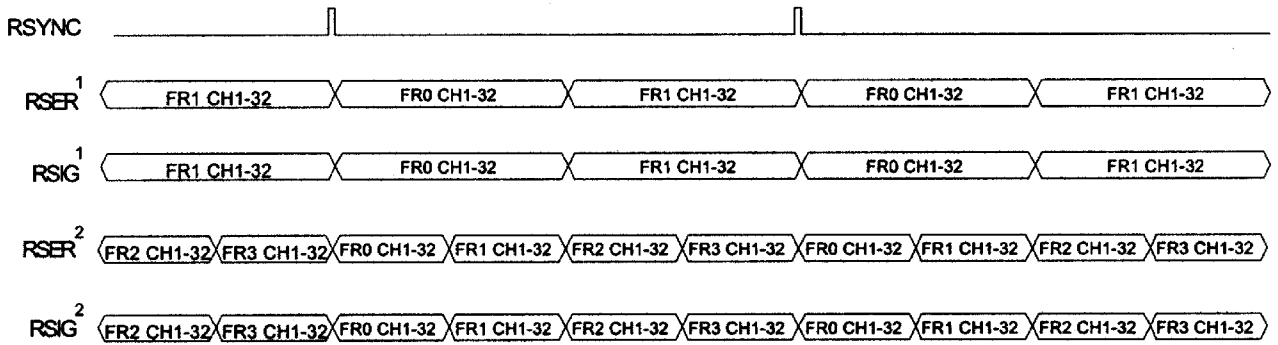 RSYNC
RSER1 FR1 CH1-32 FR0 CH1-32 FR1 CH1-32 FR0 CH1-32 FR1 CH1-32
RSIG1 FR1 CH1-32 FR0 CH1-32 FR1 CH1-32 FR0 CH1-32 FR1 CH1-32
RSER2 FR2 CH1-32 FR3 CH1-32 FR0 CH1-32 FR1 CH1-32 FR2 CH1-32 FR3 CH1-32 FR0 CH1-32 FR1 CH1-32 FR2 CH1-32 FR3 CH1-32
RSIG2 FR2 CH1-32 FR3 CH1-32 FR0 CH1-32 FR1 CH1-32 FR2 CH1-32 FR3 CH1-32 FR0 CH1-32 FR1 CH1-32 FR2 CH1-32 FR3 CH1-32